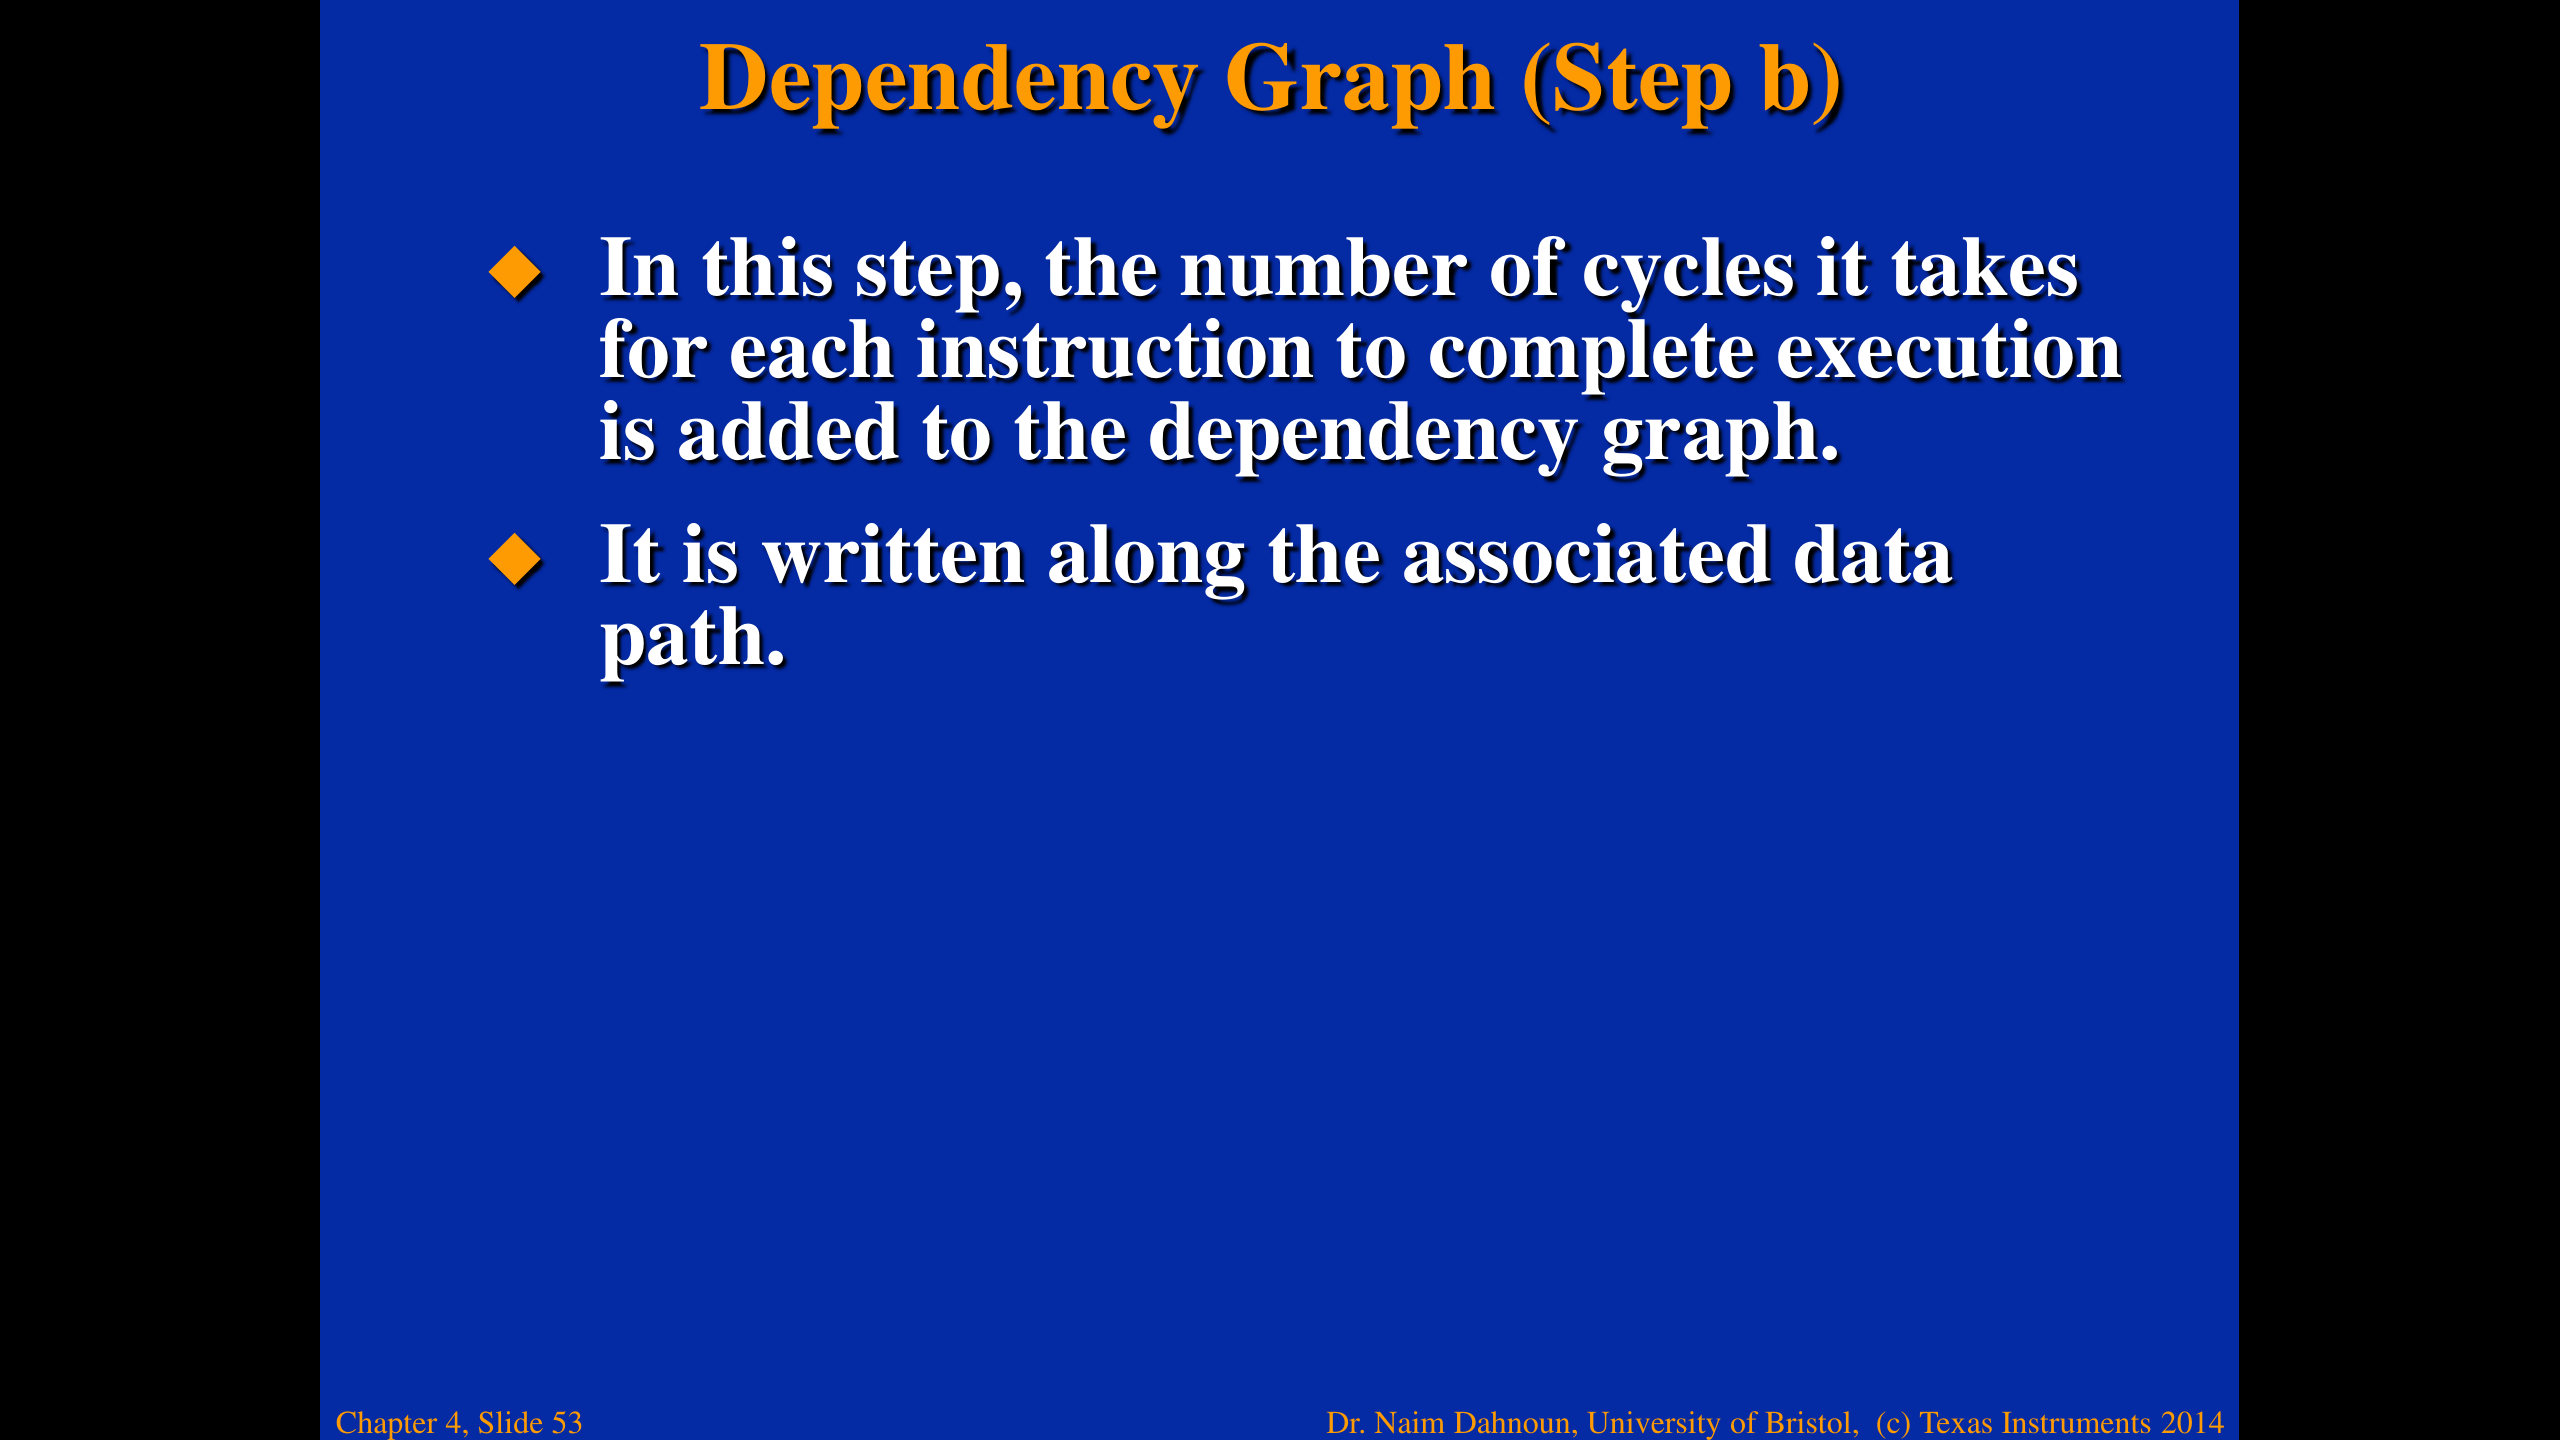 Dependency Graph (Step b)
In this step, the number of cycles it takes
for each instruction to complete execution
is added to the dependency graph.
It is written along the associated data
path.
Chapter 4, Slide 53
Dr. Naim Dahnoun, University of Bristol,  (c) Texas Instruments 2014